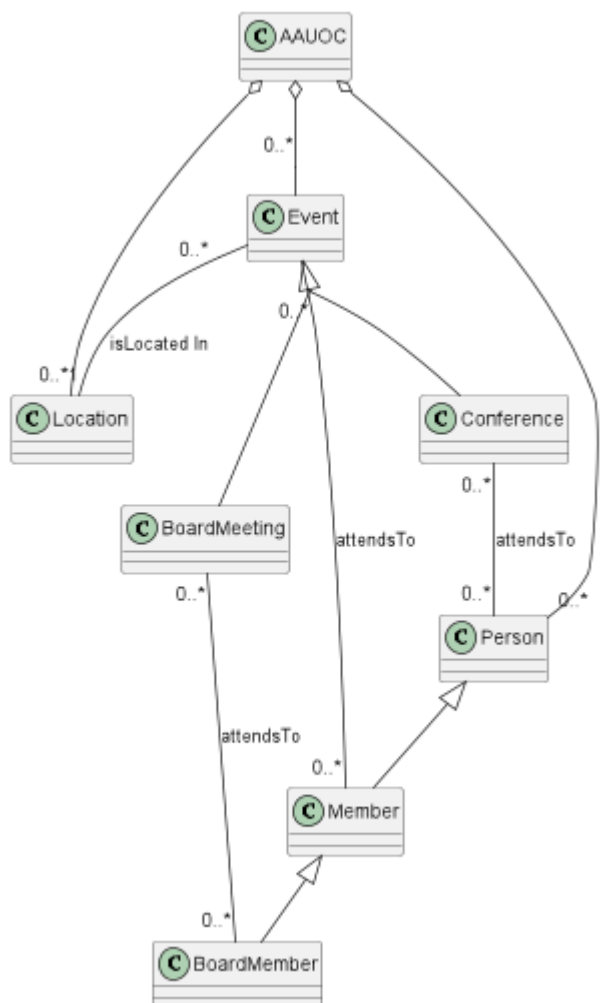 C AAUOC
0..*
C Event
0..*
0..*
isLocated In
0..*1
C Location
C Conference
0..*
C BoardMeeting
attendsTo
attendsTo
0..*
0..*
0..*
C Person
attendsTo
0..*
C Member
0..*
C BoardMember